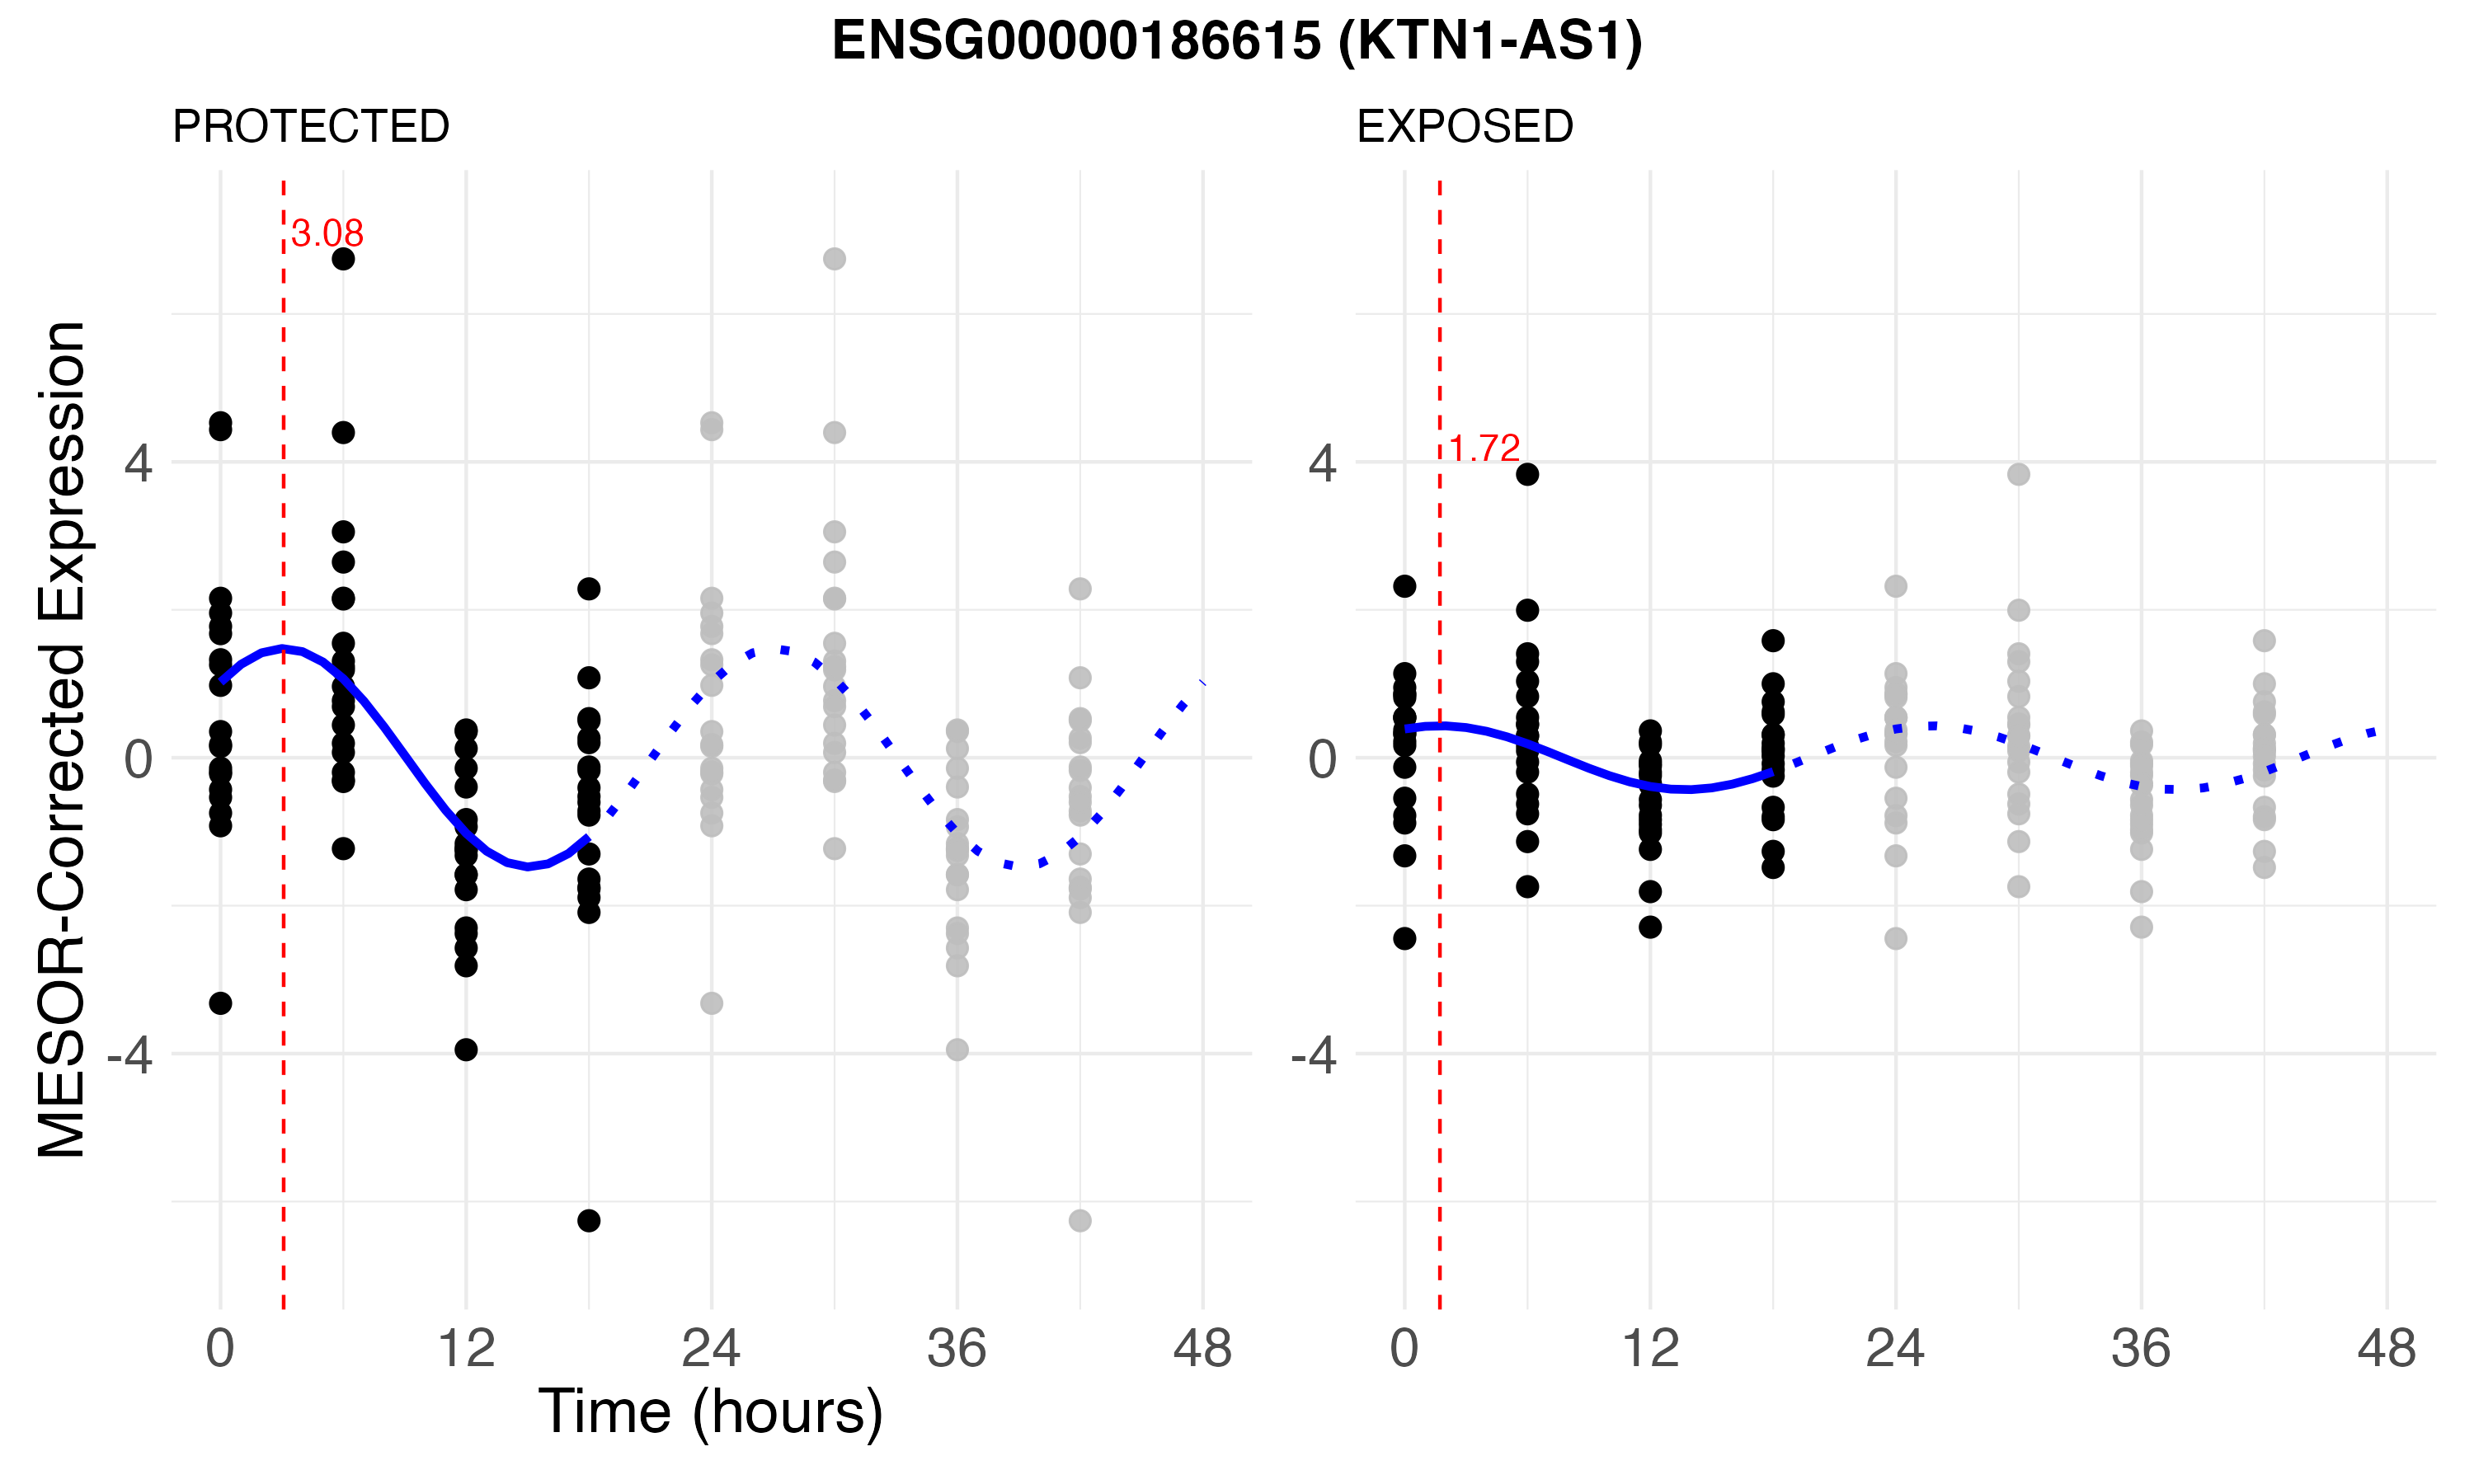 ENSG00000186615 (KTN1-AS1)
PROTECTED
EXPOSED
MESOR-Corrected Expression
3.08
1.72
4
0
-4
4
0
-4
0 12 24 36 48
0 12 24 36 48
Time (hours)